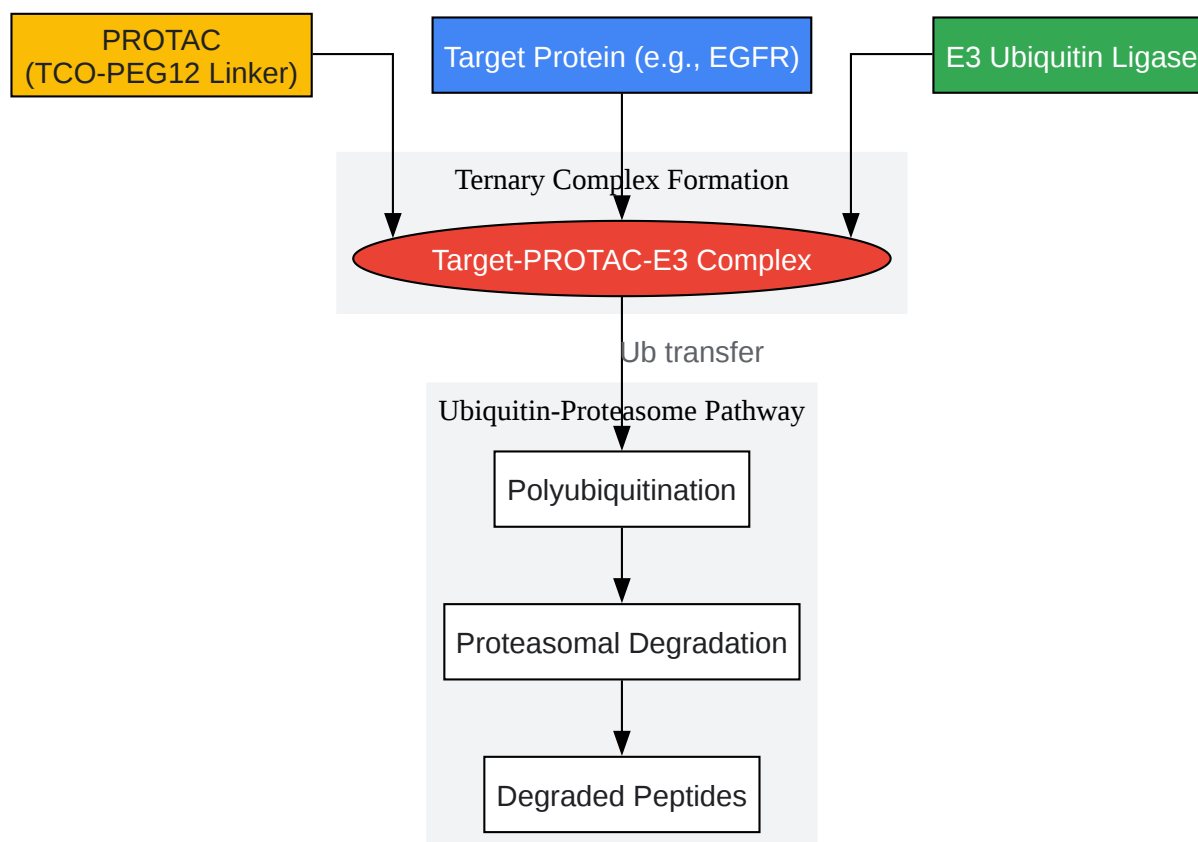 PROTAC
(TCO-PEG12 Linker)
Target Protein (e.g., EGFR)
E3 Ubiquitin Ligase
Ternary Complex Formation
Target-PROTAC-E3 Complex
Ub transfer
Ubiquitin-Proteasome Pathway
Polyubiquitination
Proteasomal Degradation
Degraded Peptides